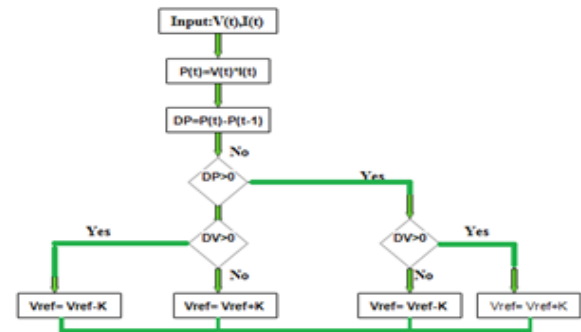 Input:V(t),I(t)
P(t)=V(t)*I(t)
DP=P(t)-P(t-1)
No
DP>0
Yes
Yes
DV>0
DV>0
Yes
No
No
Vref= Vref-K
Vref= Vref+K
Vref= Vref-K
Vref= Vref+K